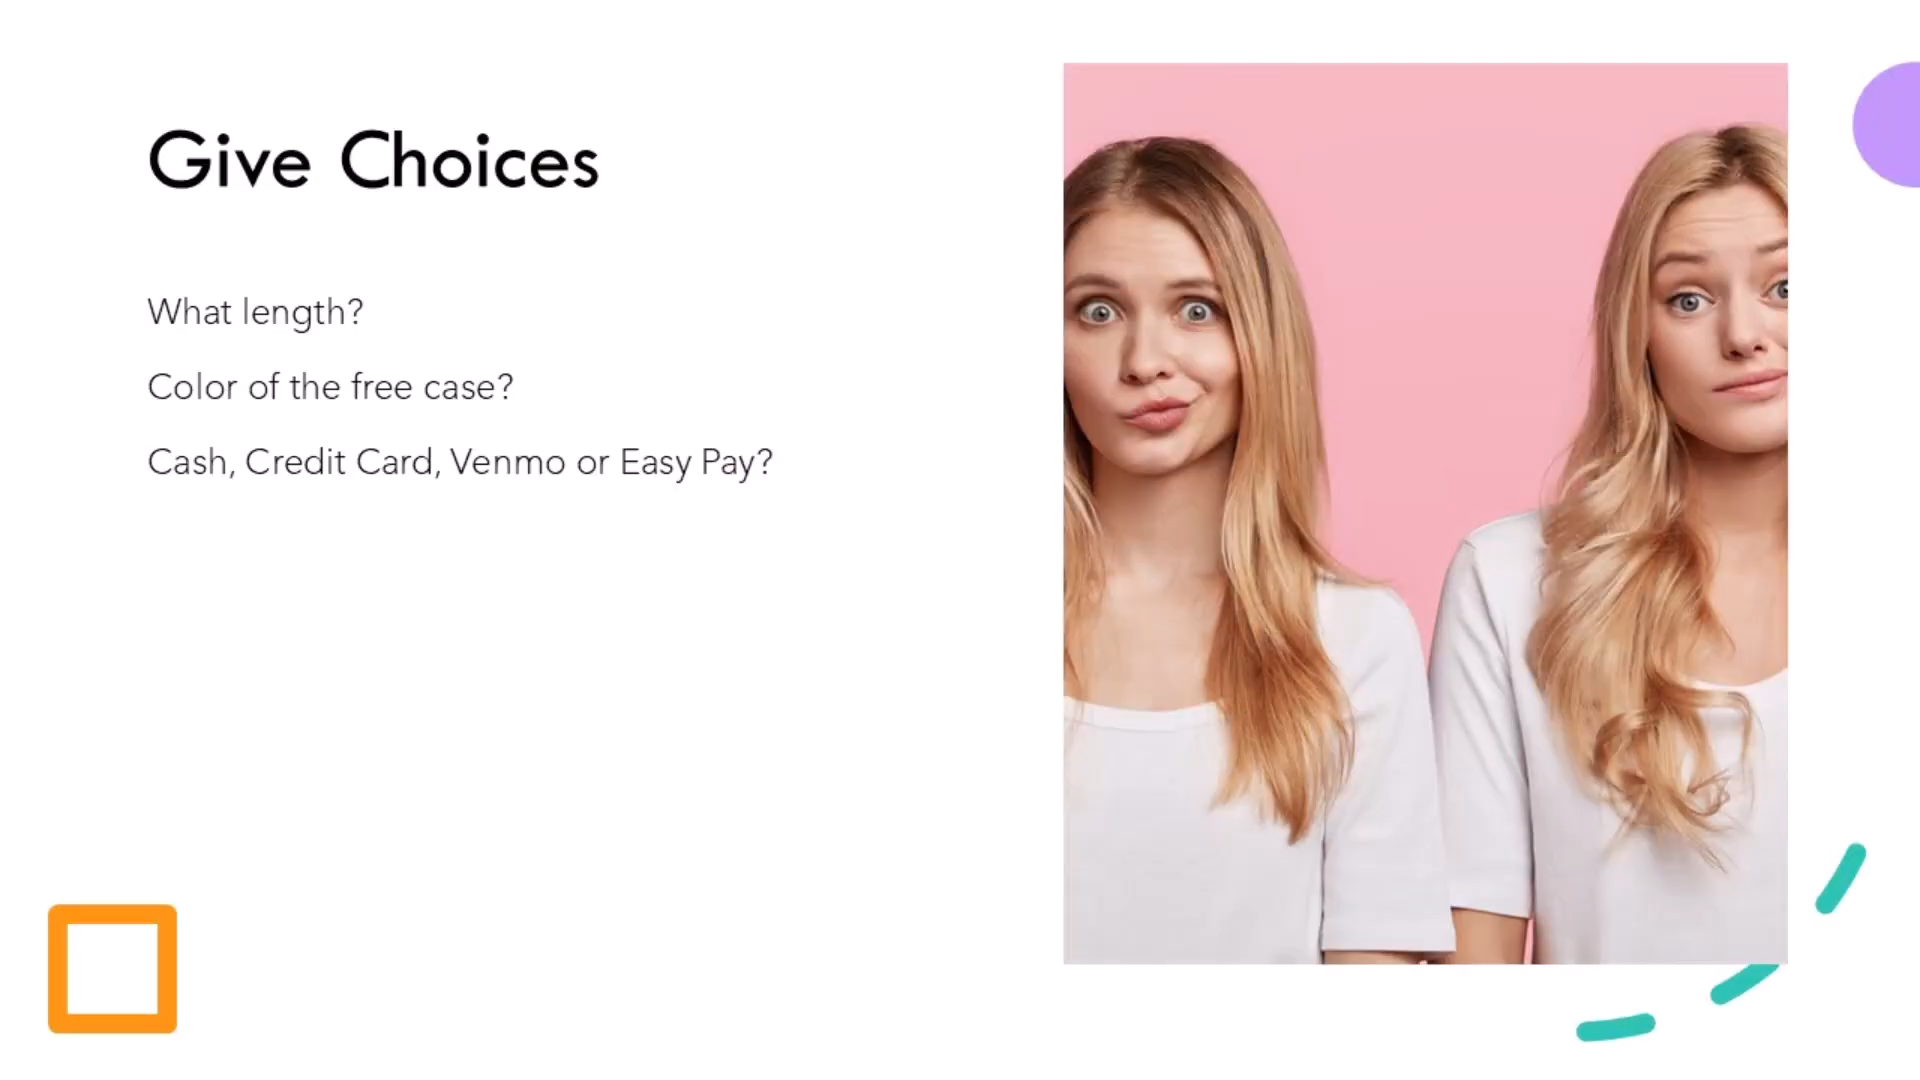 Give Choices
What length?
Color of the free case?
Cash, Credit Card, Venmo or Easy Pay?